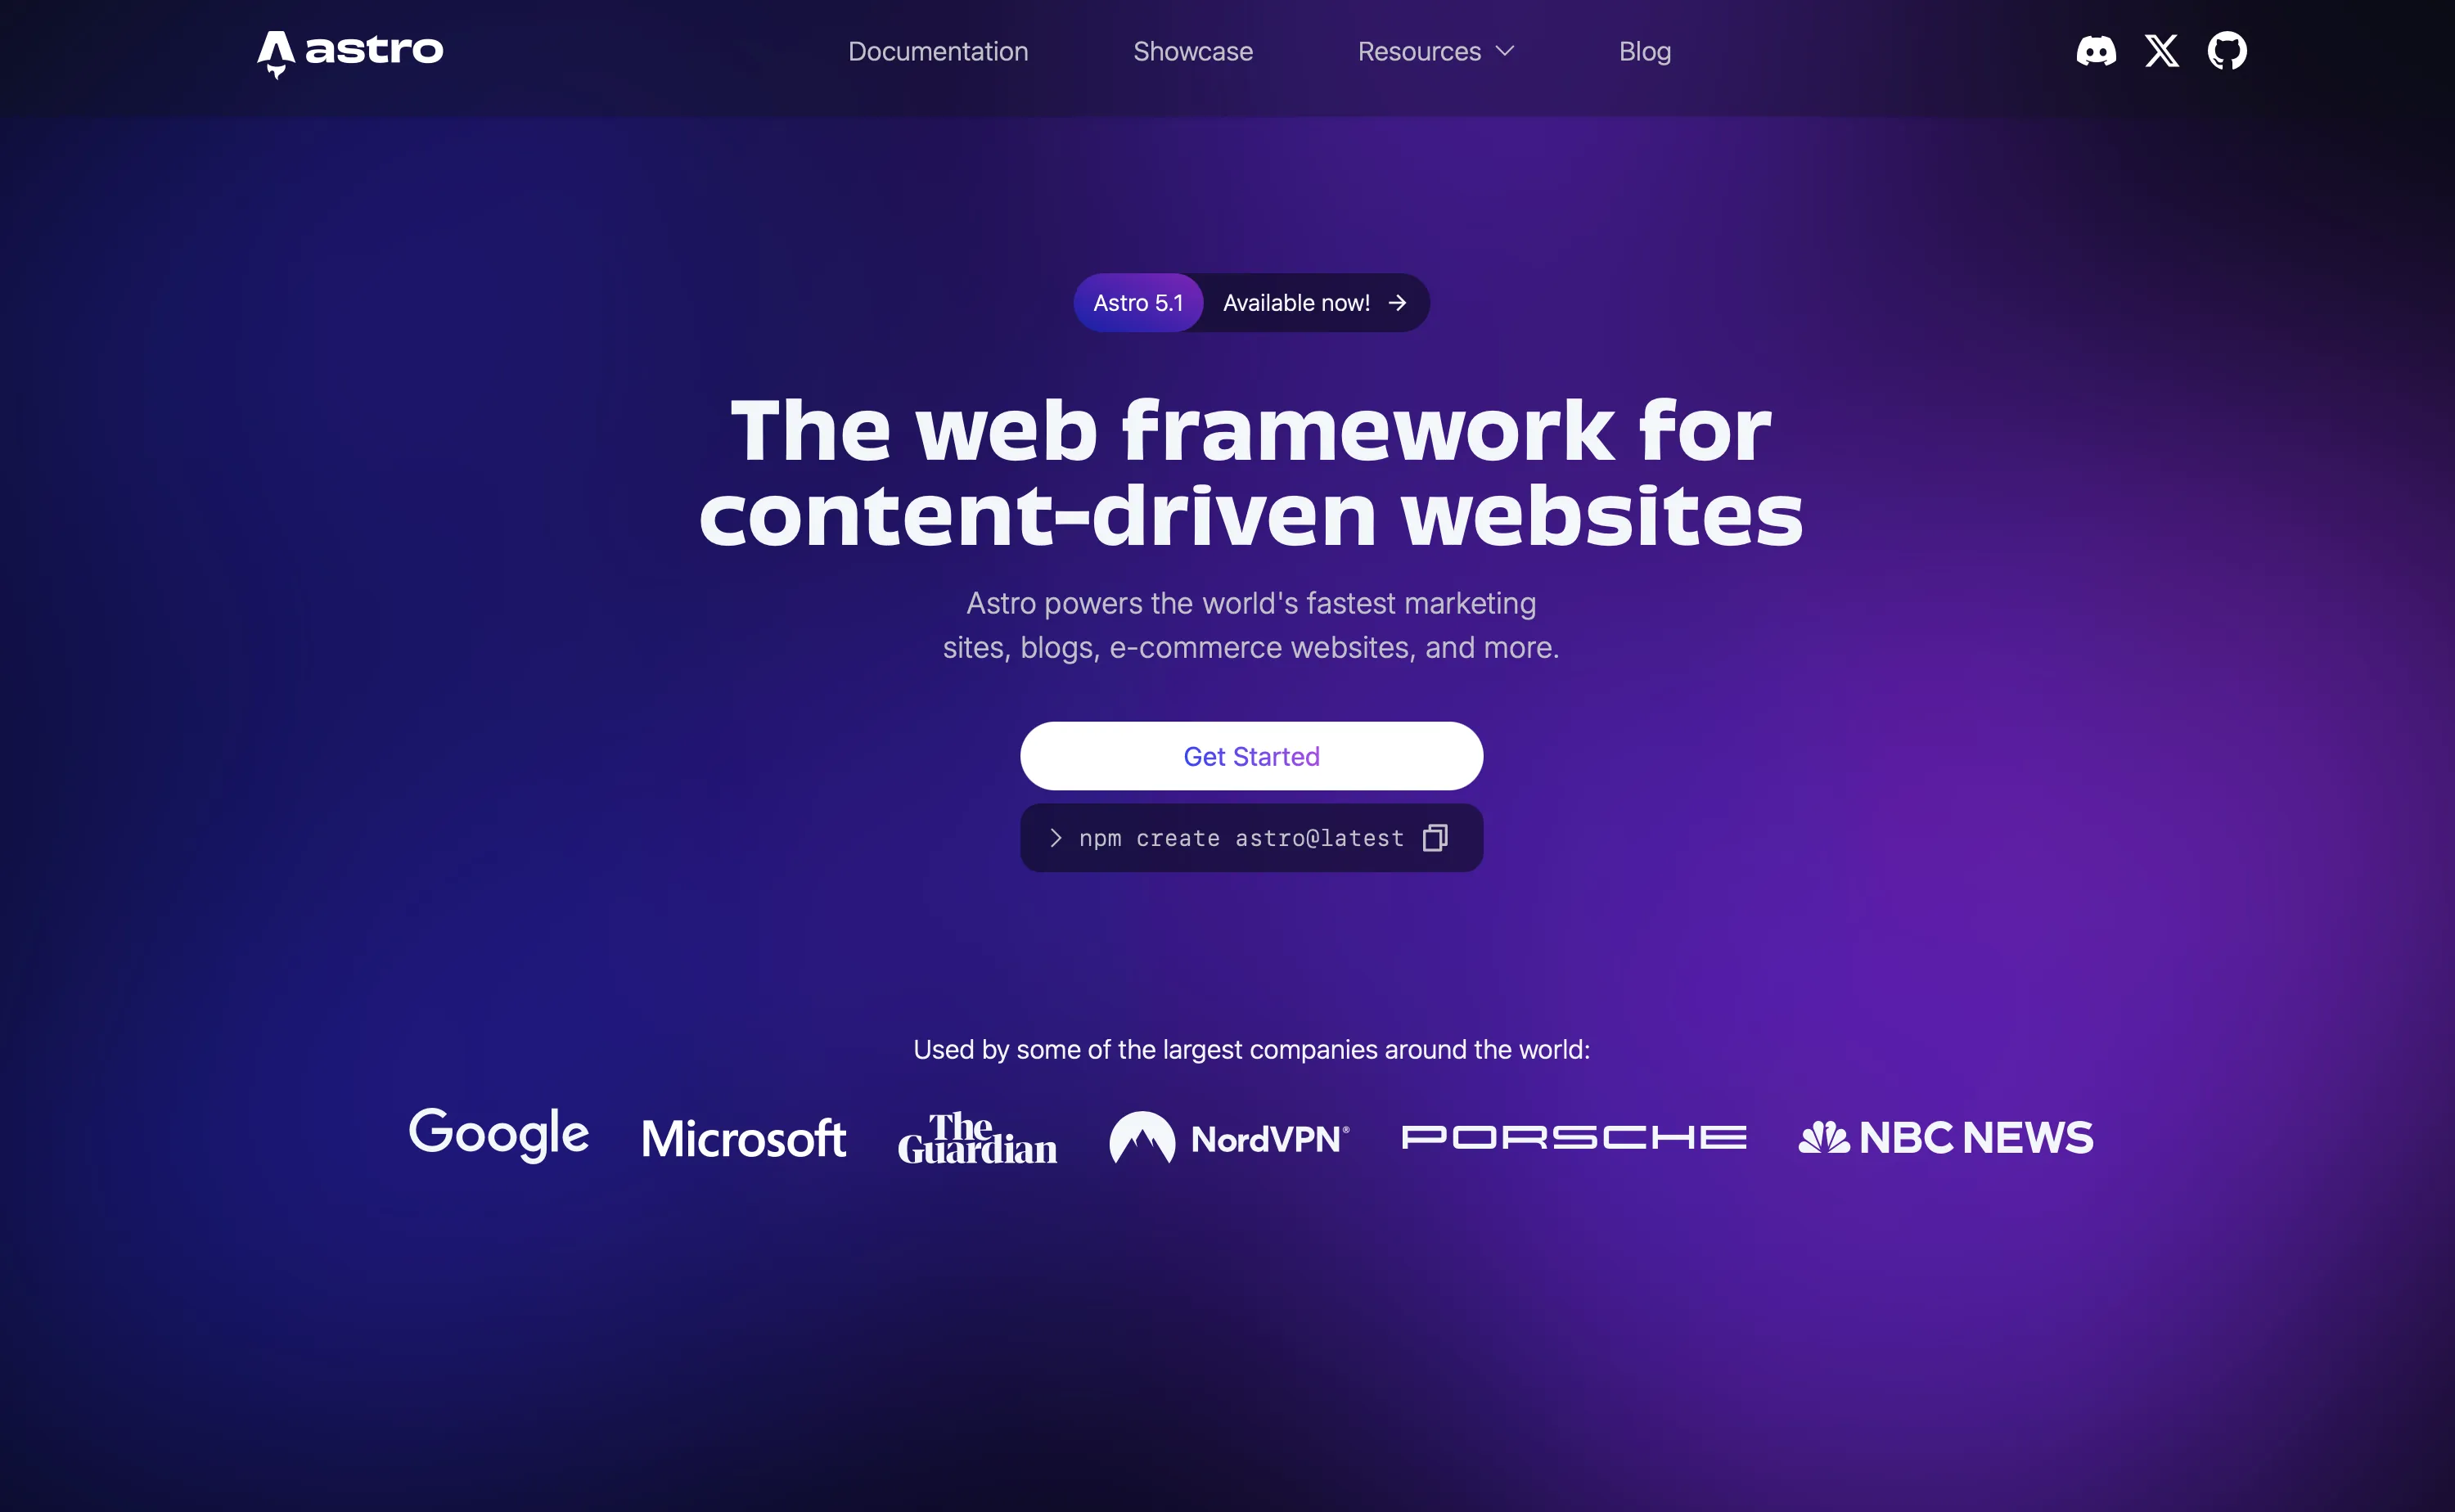 astro
Documentation
Showcase
Resources
Blog
Astro 5.1 Available now! →
The web framework for
content-driven websites
Astro powers the world's fastest marketing
sites, blogs, e-commerce websites, and more.
Get Started
> npm create astro@latest
Used by some of the largest companies around the world:
Google
Microsoft
The
Guardian
NordVPN®
PORSCHE
NBC NEWS